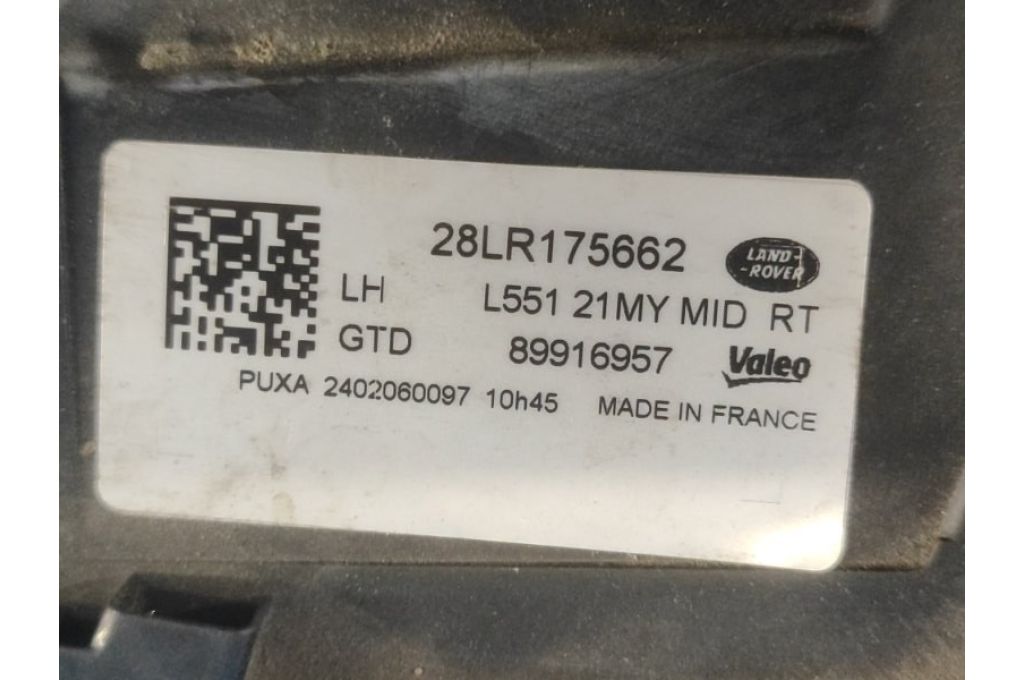 28LR175662 LAND-
-ROVER
LH L551 21MY MID RT
GTD 89916957 Valeo
PUXA 2402060097 10h45 MADE IN FRANCE